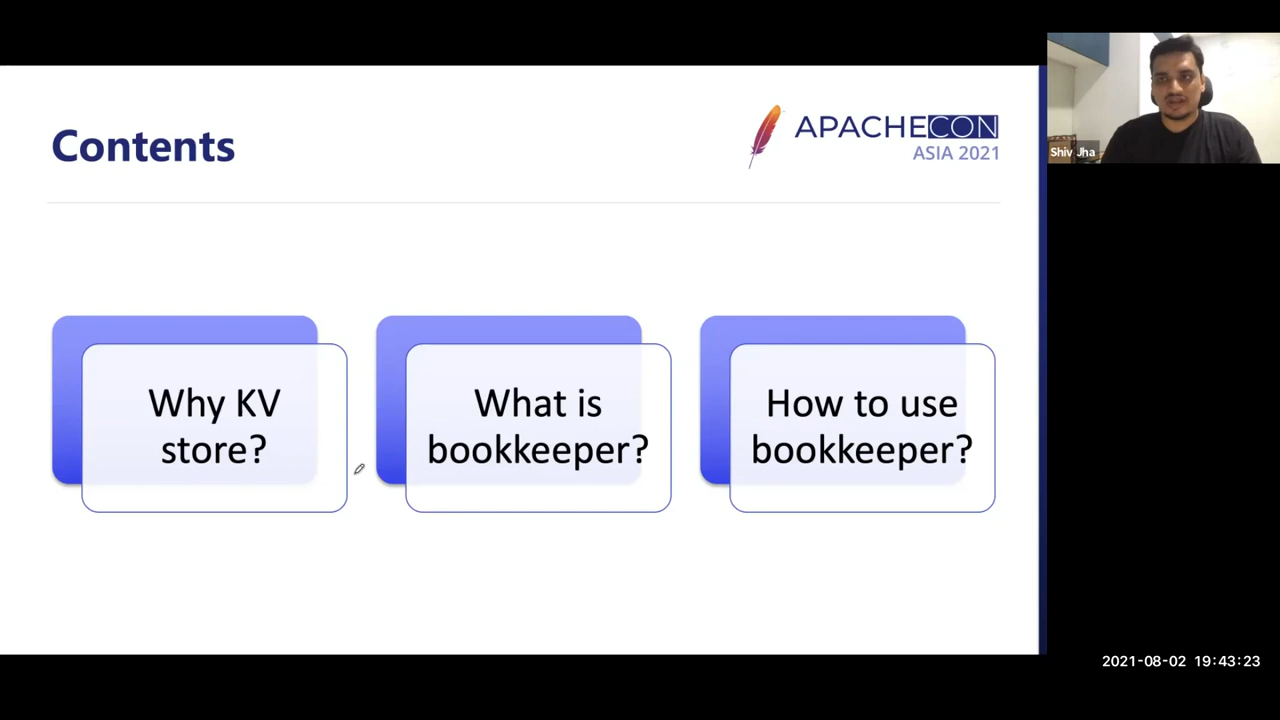 Contents
APACHECON
ASIA 2021
Shiv Jha
Why KV
store?
What is
bookkeeper?
How to use
bookkeeper?
2021-08-02 19:43:23